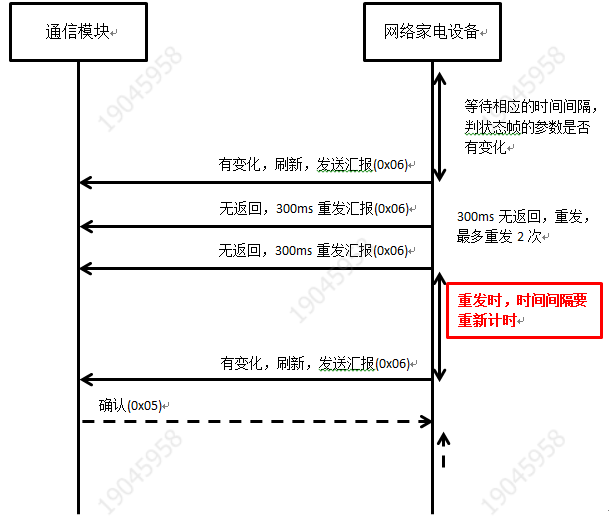 通信模块
网络家电设备
19045958
19045958
等待相应的时间间隔，
判状态帧的参数是否
有变化
有变化，刷新，发送汇报(0x06)
无返回，300ms 重发汇报(0x06)
300ms 无返回，重发，
最多重发 2 次
无返回，300ms 重发汇报(0x06)
19045958
重发时，时间间隔要
重新计时
有变化，刷新，发送汇报(0x06)
确认(0x05)
19045958
19045958